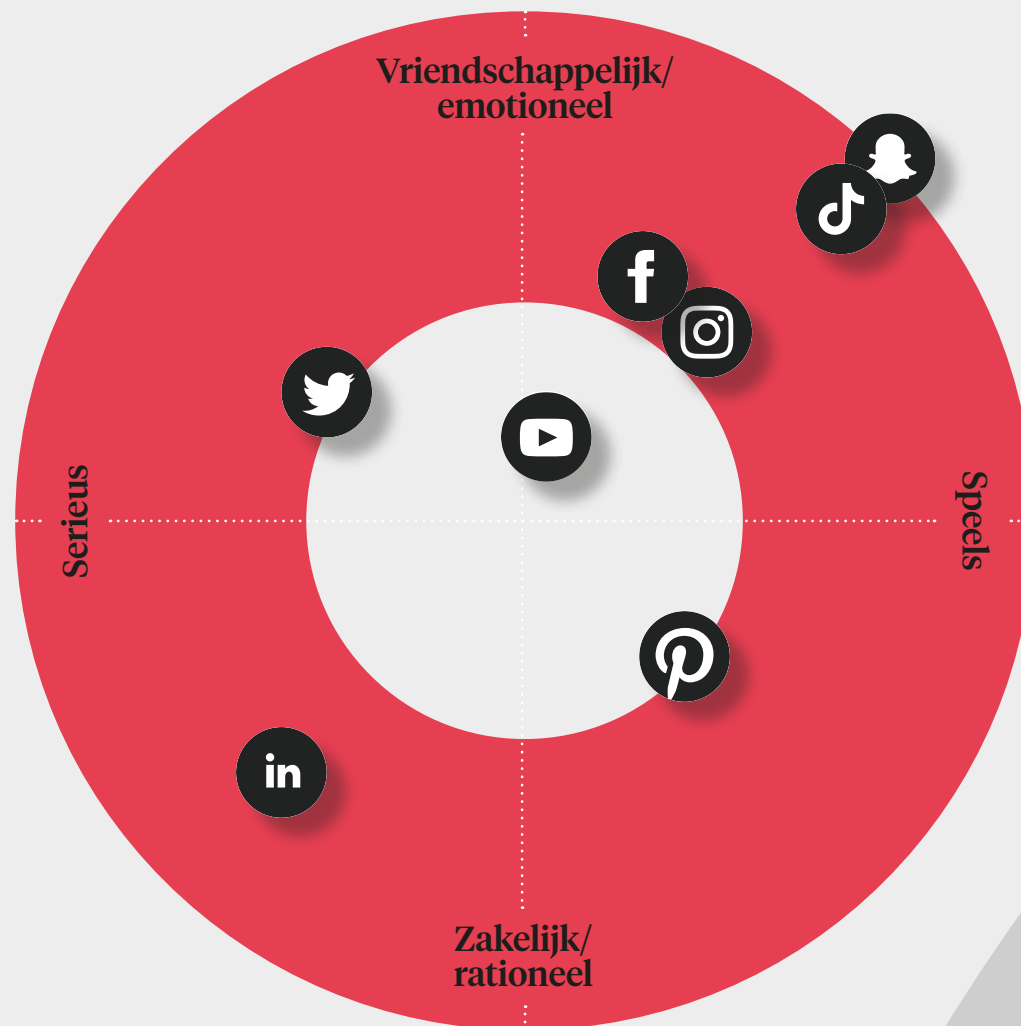 Vriendschappelijk/
emotioneel
Serieus
Speels
in
Zakelijk/
rationeel